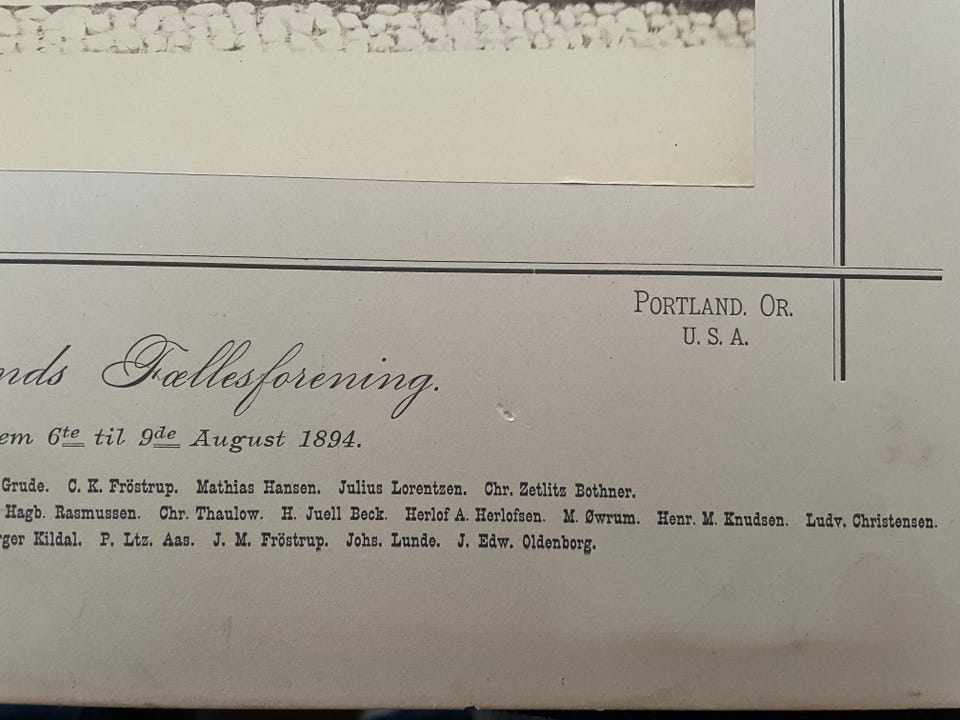 PORTLAND. OR.
U. S. A.
nds Fællesforening.
em 6te til 9de August 1894.
Grude. C. K. Fröstrup. Mathias Hansen. Julius Lorentzen. Chr. Zetlitz Bothner.
Hagb. Rasmussen. Chr. Thaulow. H. Juell Beck. Herlof A. Herlofsen. M. Øwrum. Henr. M. Knudsen. Ludv. Christensen.
rger Kildal. P. Ltz. Aas. J. M. Fröstrup. Johs. Lunde. J. Edw. Oldenborg.